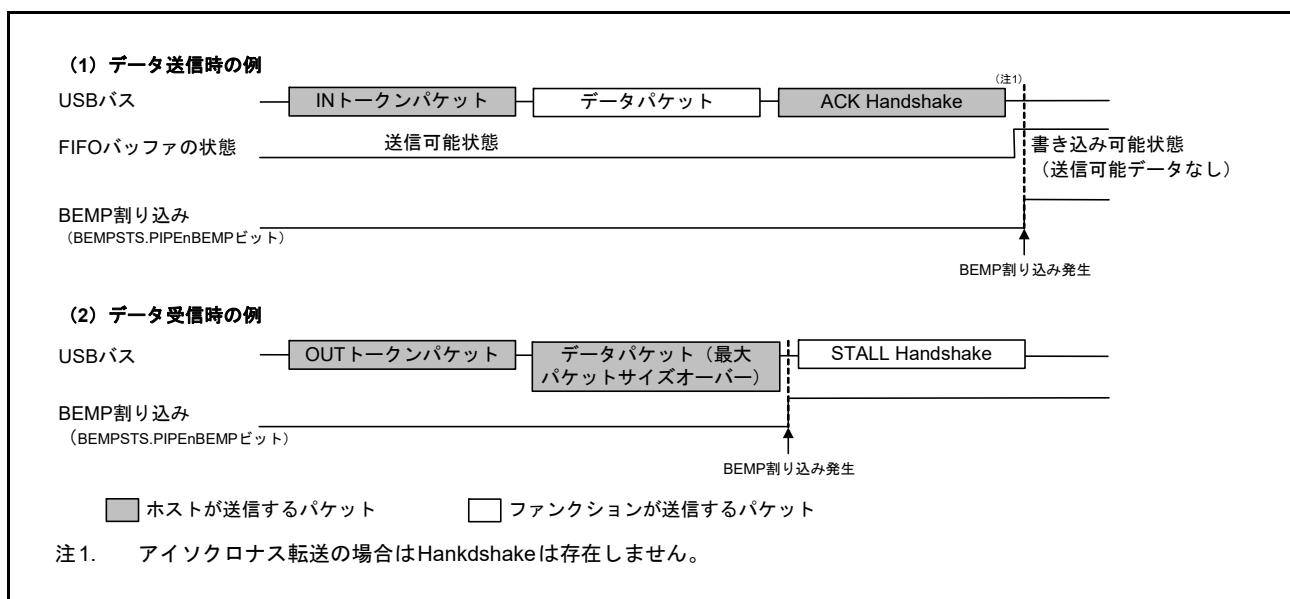 （1）データ送信時の例
（注1）
USBバス
INトークンパケット
データパケット
ACK Handshake
FIFOバッファの状態
送信可能状態
書き込み可能状態
（送信可能データなし）
BEMP割り込み
（BEMPSTS.PIPEnBEMPビット）
BEMP割り込み発生
（2）データ受信時の例
USBバス
OUTトークンパケット
データパケット（最大
パケットサイズオーバー）
STALL Handshake
BEMP割り込み
（BEMPSTS.PIPEnBEMPビット）
BEMP割り込み発生
ホストが送信するパケット
ファンクションが送信するパケット
注1. アイソクロナス転送の場合はHankdshakeは存在しません。